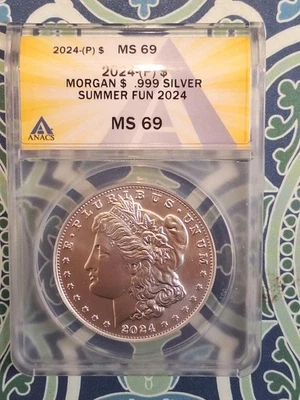 2024-(P) $ MS 69
2024-(P) $
MORGAN $ .999 SILVER
SUMMER FUN 2024
ANACS
MS 69
E·PLURIBUS·UNUM
2024